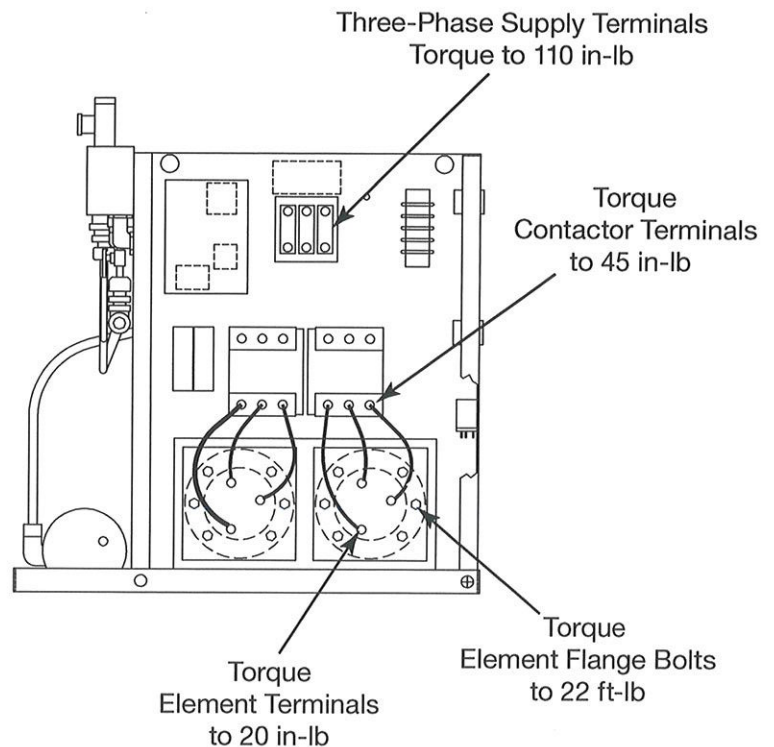 Three-Phase Supply Terminals
Torque to 110 in-lb
Torque
Contactor Terminals
to 45 in-lb
Torque
Element Flange Bolts
to 22 ft-lb
Torque
Element Terminals
to 20 in-lb